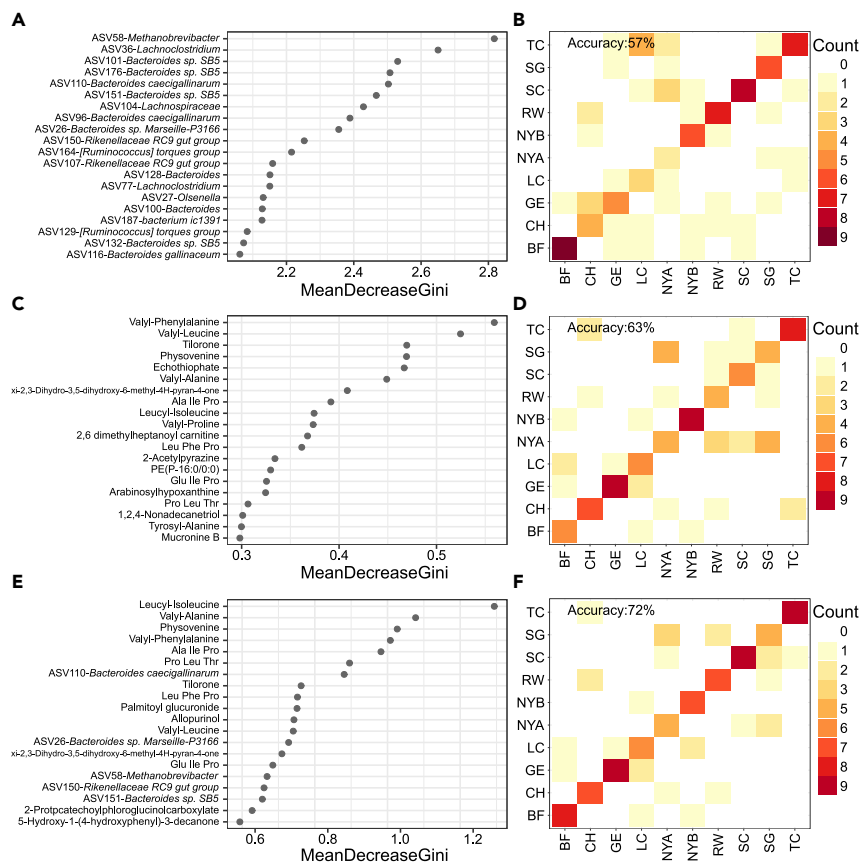 A
ASV58-Methanobrevibacter
ASV36-Lachnoclostridium
ASV101-Bacteroides sp. SB5
ASV176-Bacteroides sp. SB5
ASV110-Bacteroides caecigallinarum
ASV151-Bacteroides sp. SB5
ASV104-Lachnospiraceae
ASV96-Bacteroides caecigallinarum
ASV26-Bacteroides sp. Marseille-P3166
ASV150-Rikenellaceae RC9 gut group
ASV164-[Ruminococcus] torques group
ASV107-Rikenellaceae RC9 gut group
ASV128-Bacteroides
ASV77-Lachnoclostridium
ASV27-Olsenella
ASV100-Bacteroides
ASV187-bacterium ic1391
ASV129-[Ruminococcus] torques group
ASV132-Bacteroides sp. SB5
ASV116-Bacteroides gallinaceum
2.2 2.4 2.6 2.8
MeanDecreaseGini
B
Accuracy:57%
TC
SG
SC
RW
NYB
NYA
LC
GE
CH
BF
BF CH GE LC NYA NYB RW SC SG TC
Count
0
1
2
3
4
5
6
7
8
9
C
Valyl-Phenylalanine
Valyl-Leucine
Tilorone
Physovenine
Echothiophate
Valyl-Alanine
xi-2,3-Dihydro-3,5-dihydroxy-6-methyl-4H-pyran-4-one
Ala Ile Pro
Leucyl-Isoleucine
Valyl-Proline
2,6 dimethylheptanoyl carnitine
Leu Phe Pro
2-Acetylpyrazine
PE(P-16:0/0:0)
Glu Ile Pro
Arabinosylhypoxanthine
Pro Leu Thr
1,2,4-Nonadecanetriol
Tyrosyl-Alanine
Mucronine B
0.3 0.4 0.5
MeanDecreaseGini
D
Accuracy:63%
TC
SG
SC
RW
NYB
NYA
LC
GE
CH
BF
BF CH GE LC NYA NYB RW SC SG TC
Count
0
1
2
3
4
6
7
8
9
E
Leucyl-Isoleucine
Valyl-Alanine
Physovenine
Valyl-Phenylalanine
Ala Ile Pro
Pro Leu Thr
ASV110-Bacteroides caecigallinarum
Tilorone
Leu Phe Pro
Palmitoyl glucuronide
Allopurinol
Valyl-Leucine
ASV26-Bacteroides sp. Marseille-P3166
xi-2,3-Dihydro-3,5-dihydroxy-6-methyl-4H-pyran-4-one
Glu Ile Pro
ASV58-Methanobrevibacter
ASV150-Rikenellaceae RC9 gut group
ASV151-Bacteroides sp. SB5
2-Protpcatechoylphloroglucinolcarboxylate
5-Hydroxy-1-(4-hydroxyphenyl)-3-decanone
0.6 0.8 1.0 1.2
MeanDecreaseGini
F
Accuracy:72%
TC
SG
SC
RW
NYB
NYA
LC
GE
CH
BF
BF CH GE LC NYA NYB RW SC SG TC
Count
0
1
2
3
5
6
7
8
9